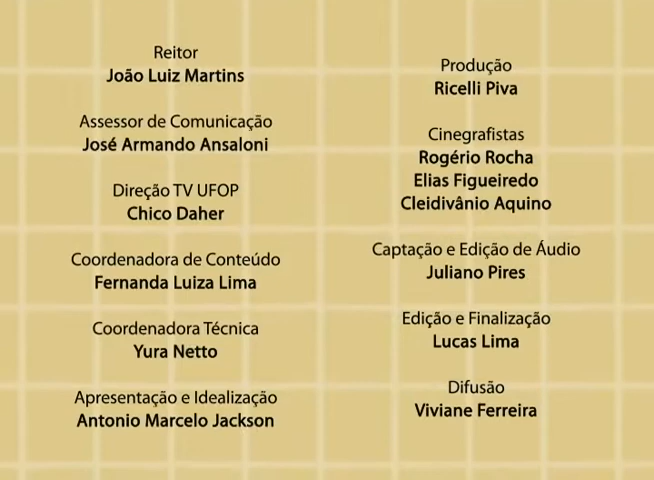 Reitor
João Luiz Martins
Assessor de Comunicação
José Armando Ansaloni
Direção TV UFOP
Chico Daher
Coordenadora de Conteúdo
Fernanda Luiza Lima
Coordenadora Técnica
Yura Netto
Apresentação e Idealização
Antonio Marcelo Jackson
Produção
Ricelli Piva
Cinegrafistas
Rogério Rocha
Elias Figueiredo
Cleidivânio Aquino
Captação e Edição de Áudio
Juliano Pires
Edição e Finalização
Lucas Lima
Difusão
Viviane Ferreira